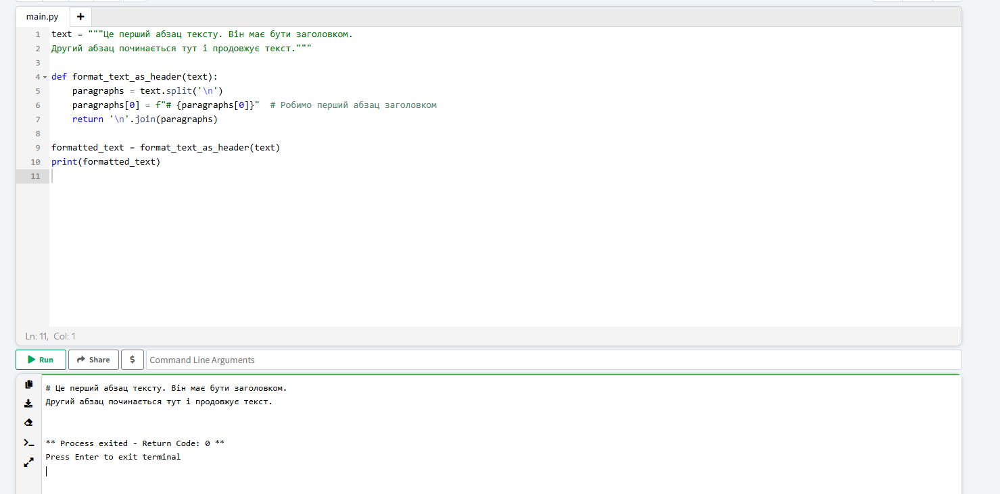 main.py +
1 text = """Це перший абзац тексту. Він має бути заголовком.
2 Другий абзац починається тут і продовжує текст."""
3
4 def format_text_as_header(text):
5     paragraphs = text.split('\n')
6     paragraphs[0] = f"# {paragraphs[0]}"  # Робимо перший абзац заголовком
7     return '\n'.join(paragraphs)
8
9 formatted_text = format_text_as_header(text)
10 print(formatted_text)
11
Ln: 11, Col: 1
Run Share $ Command Line Arguments
# Це перший абзац тексту. Він має бути заголовком.
Другий абзац починається тут і продовжує текст.
** Process exited - Return Code: 0 **
Press Enter to exit terminal